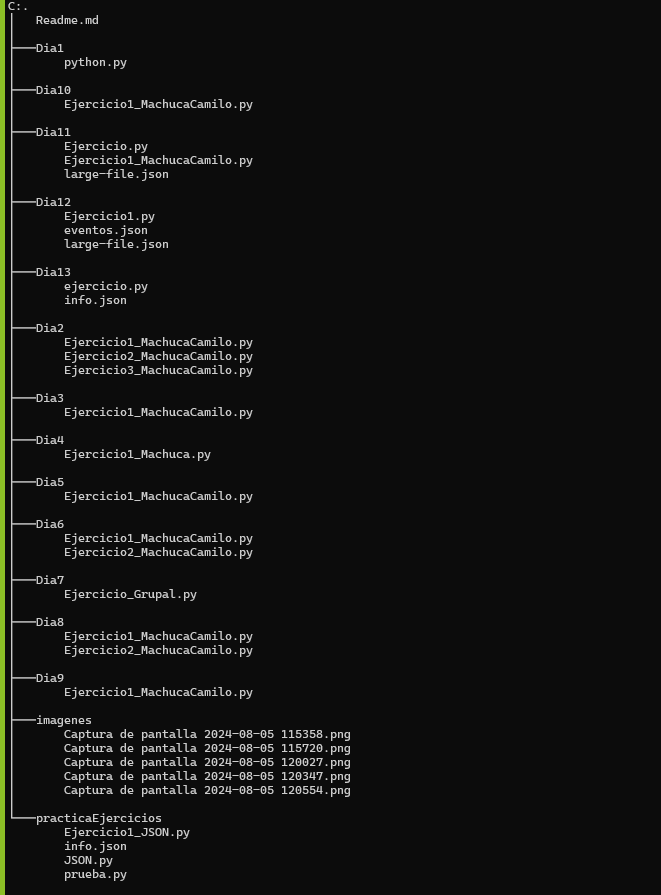 C:.
Readme.md
Dia1
python.py
Dia10
Ejercicio1_MachucaCamilo.py
Dia11
Ejercicio.py
Ejercicio1_MachucaCamilo.py
large-file.json
Dia12
Ejercicio1.py
eventos.json
large-file.json
Dia13
ejercicio.py
info.json
Dia2
Ejercicio1_MachucaCamilo.py
Ejercicio2_MachucaCamilo.py
Ejercicio3_MachucaCamilo.py
Dia3
Ejercicio1_MachucaCamilo.py
Dia4
Ejercicio1_Machuca.py
Dia5
Ejercicio1_MachucaCamilo.py
Dia6
Ejercicio1_MachucaCamilo.py
Ejercicio2_MachucaCamilo.py
Dia7
Ejercicio_Grupal.py
Dia8
Ejercicio1_MachucaCamilo.py
Ejercicio2_MachucaCamilo.py
Dia9
Ejercicio1_MachucaCamilo.py
imagenes
Captura de pantalla 2024-08-05 115358.png
Captura de pantalla 2024-08-05 115720.png
Captura de pantalla 2024-08-05 120027.png
Captura de pantalla 2024-08-05 120347.png
Captura de pantalla 2024-08-05 120554.png
practicaEjercicios
Ejercicio1_JSON.py
info.json
JSON.py
prueba.py